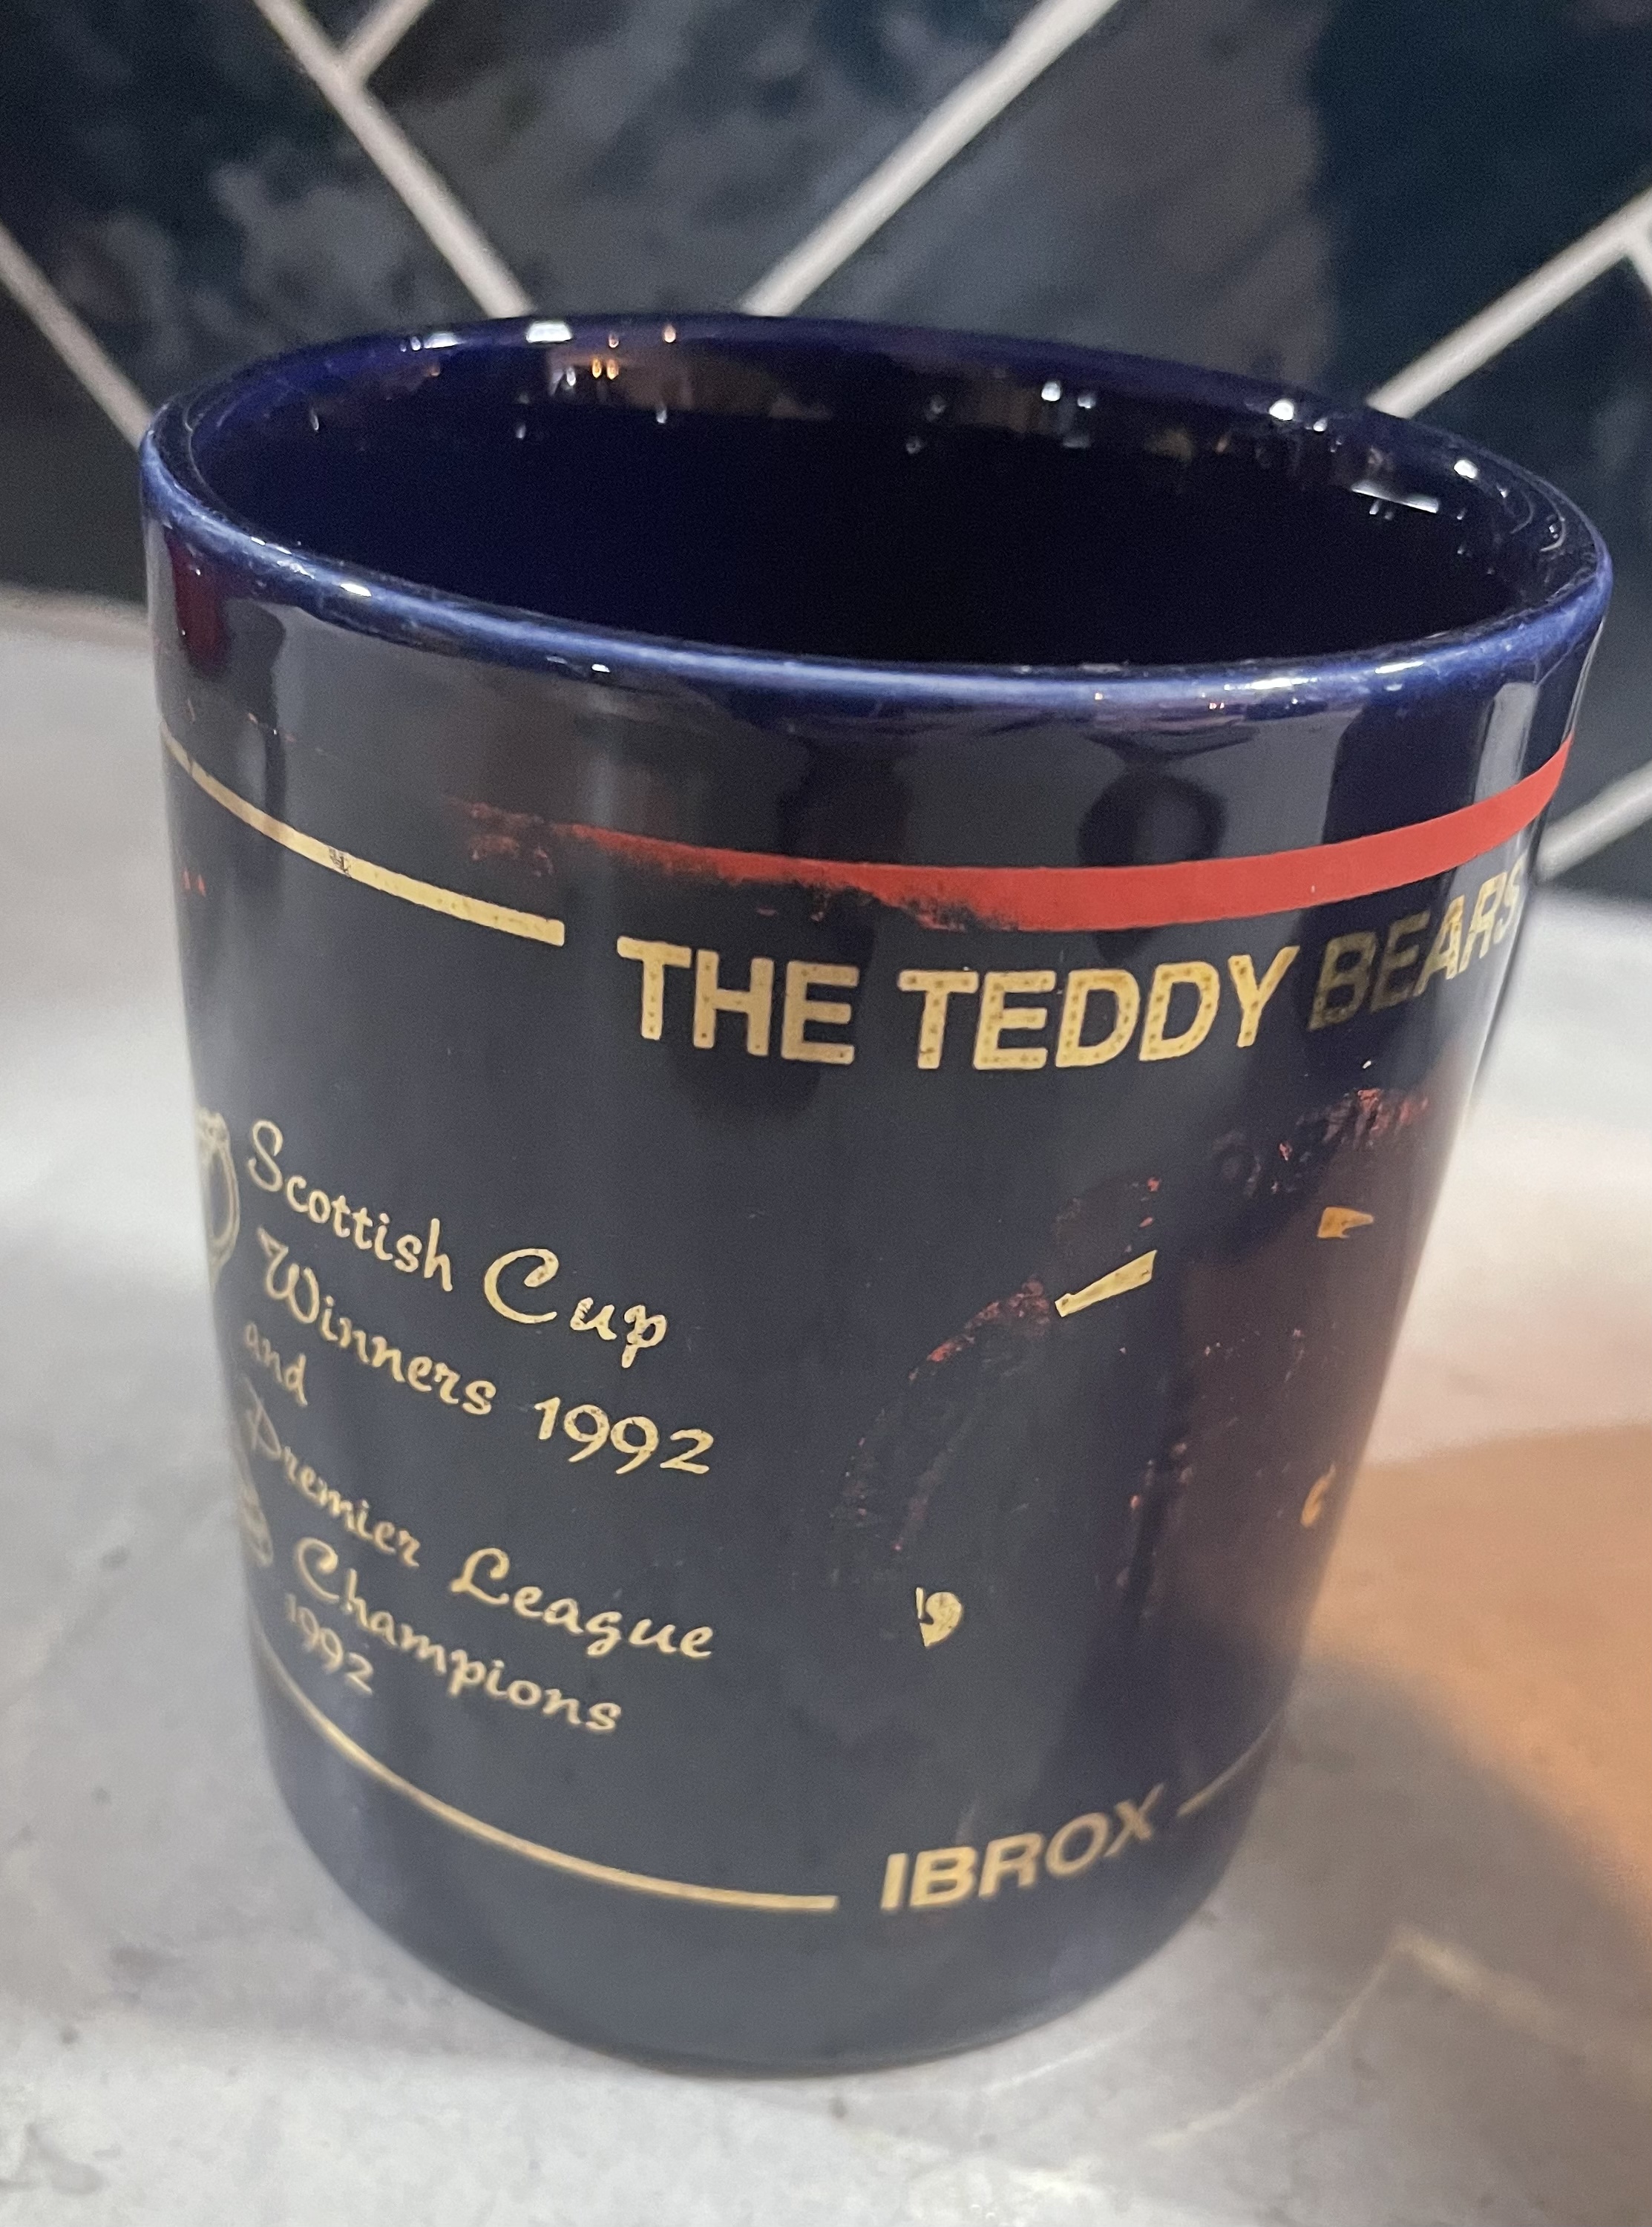 THE TEDDY BEARS
Scottish Cup
Winners 1992
and
Premier League
Champions
1992
IBROX